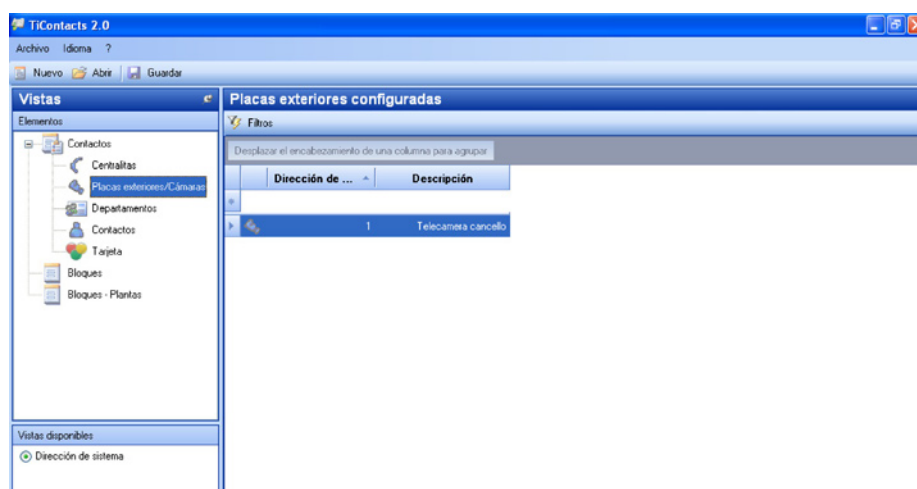 TiContacts 2.0
Archivo Idioma ?
Nuevo Abrir Guardar
Vistas
Elementos
Contactos
Centralitas
Placas exteriores/Cámaras
Departamentos
Contactos
Tarjeta
Bloques
Bloques - Plantas
Vistas disponibles
Dirección de sistema
Placas exteriores configuradas
Filtros
Desplazar el encabezamiento de una columna para agrupar
Dirección de ... Descripción
1 Telecamera cancello